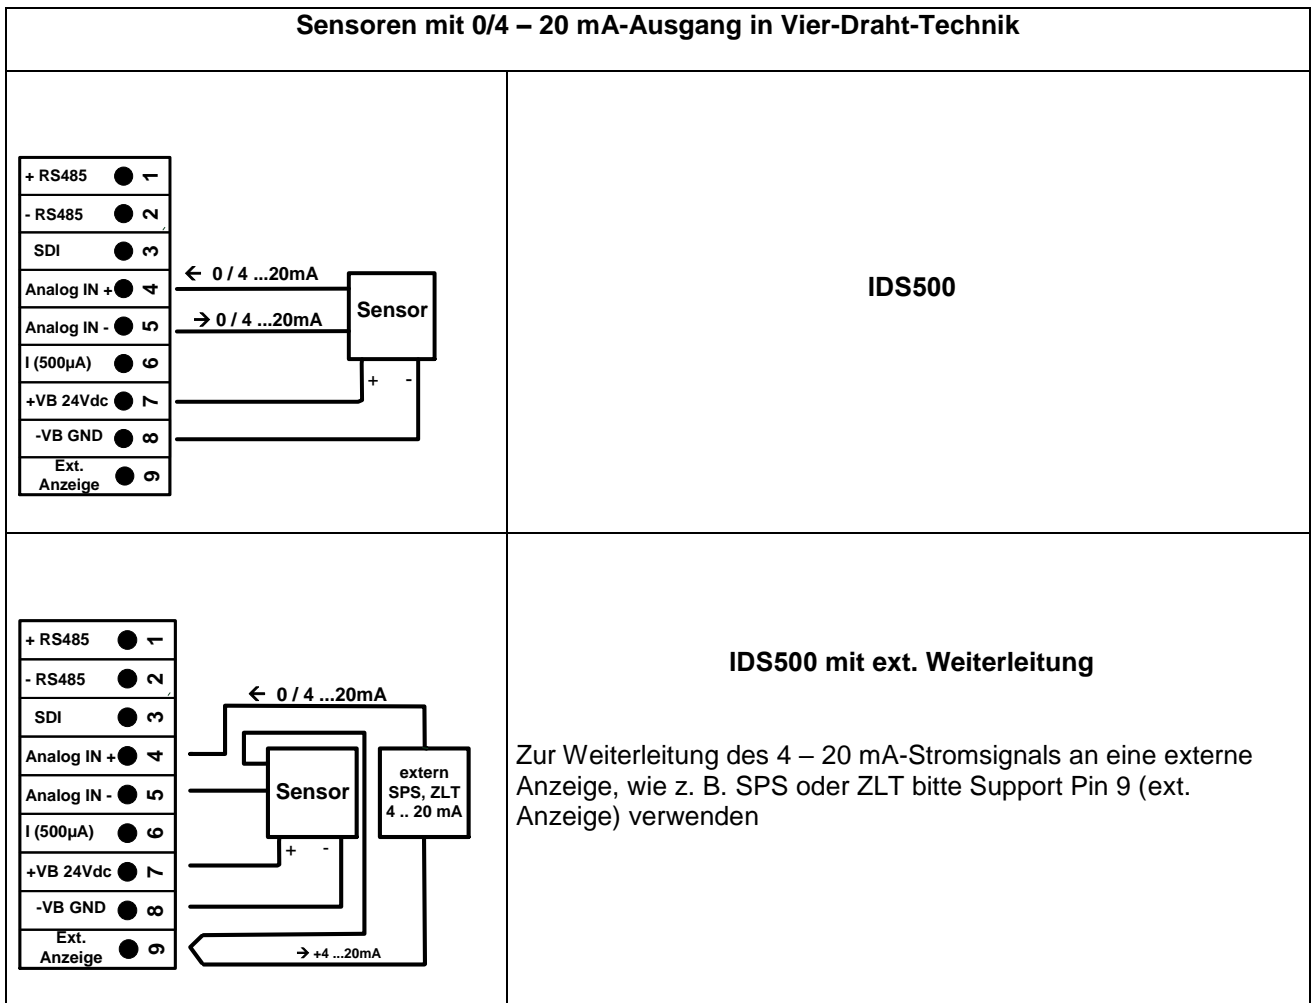 Sensoren mit 0/4 – 20 mA-Ausgang in Vier-Draht-Technik
+ RS485 1
- RS485 2
SDI 3
Analog IN + 4
Analog IN - 5
I (500µA) 6
+VB 24Vdc 7
-VB GND 8
Ext.
Anzeige 9
← 0 / 4 ...20mA
→ 0 / 4 ...20mA
Sensor
+ -
IDS500
+ RS485 1
- RS485 2
SDI 3
Analog IN + 4
Analog IN - 5
I (500µA) 6
+VB 24Vdc 7
-VB GND 8
Ext.
Anzeige 9
← 0 / 4 ...20mA
Sensor
+ -
extern
SPS, ZLT
4 .. 20 mA
→ +4 ...20mA
IDS500 mit ext. Weiterleitung
Zur Weiterleitung des 4 – 20 mA-Stromsignals an eine externe
Anzeige, wie z. B. SPS oder ZLT bitte Support Pin 9 (ext.
Anzeige) verwenden